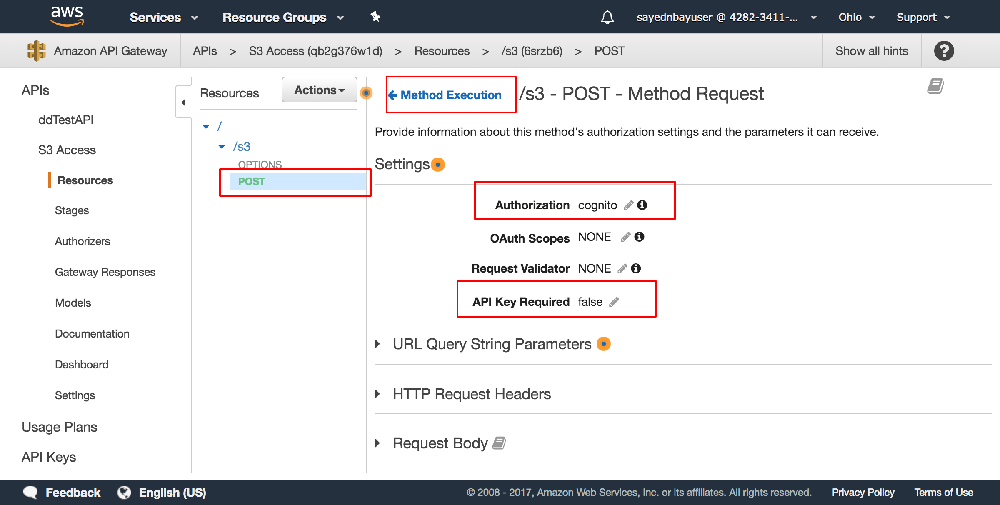 aws Services Resource Groups sayednbayuser @ 4282-3411-... Ohio Support
Amazon API Gateway APIs > S3 Access (qb2g376w1d) > Resources > /s3 (6srzb6) > POST Show all hints ?
APIs
ddTestAPI
S3 Access
Resources
Stages
Authorizers
Gateway Responses
Models
Documentation
Dashboard
Settings
Usage Plans
API Keys
Resources Actions
/
/s3
OPTIONS
POST
Method Execution /s3 - POST - Method Request
Provide information about this method's authorization settings and the parameters it can receive.
Settings
Authorization cognito
OAuth Scopes NONE
Request Validator NONE
API Key Required false
URL Query String Parameters
HTTP Request Headers
Request Body
Feedback English (US) © 2008 - 2017, Amazon Web Services, Inc. or its affiliates. All rights reserved. Privacy Policy Terms of Use